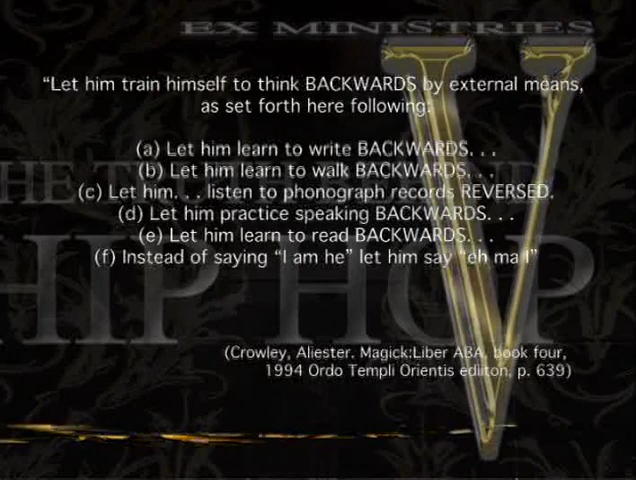 EX MINISTRIES
“Let him train himself to think BACKWARDS by external means,
as set forth here following:
(a) Let him learn to write BACKWARDS. . .
(b) Let him learn to walk BACKWARDS. . .
(c) Let him. . . listen to phonograph records REVERSED.
(d) Let him practice speaking BACKWARDS. . .
(e) Let him learn to read BACKWARDS. . .
(f) Instead of saying “I am he” let him say “eh ma I”
HIP HOP
(Crowley, Aliester. Magick:Liber ABA, book four,
1994 Ordo Templi Orientis ediiton, p. 639)